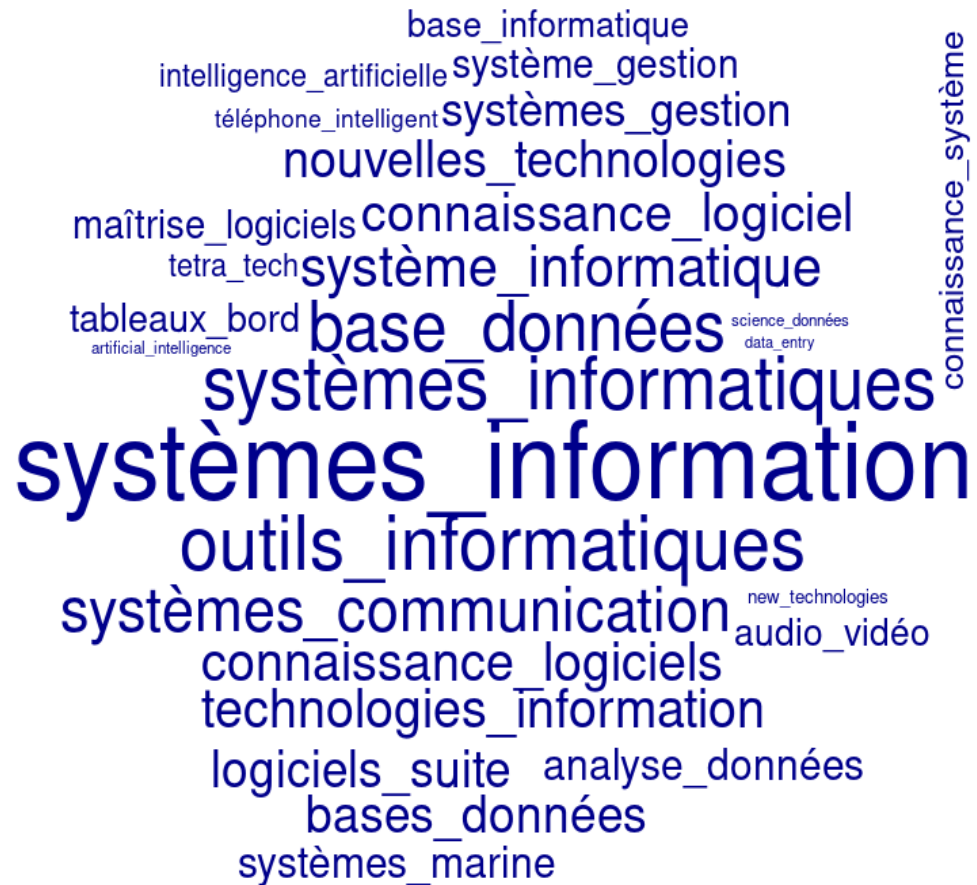 base_informatique
intelligence_artificielle système_gestion
téléphone_intelligent systèmes_gestion
nouvelles_technologies
maîtrise_logiciels connaissance_logiciel
tetra_tech système_informatique
tableaux_bord base_données science_données
artificial_intelligence data_entry
systèmes_informatiques
connaissance_système
systèmes_information
outils_informatiques
systèmes_communication new_technologies
audio_vidéo
connaissance_logiciels
technologies_information
logiciels_suite analyse_données
bases_données
systèmes_marine